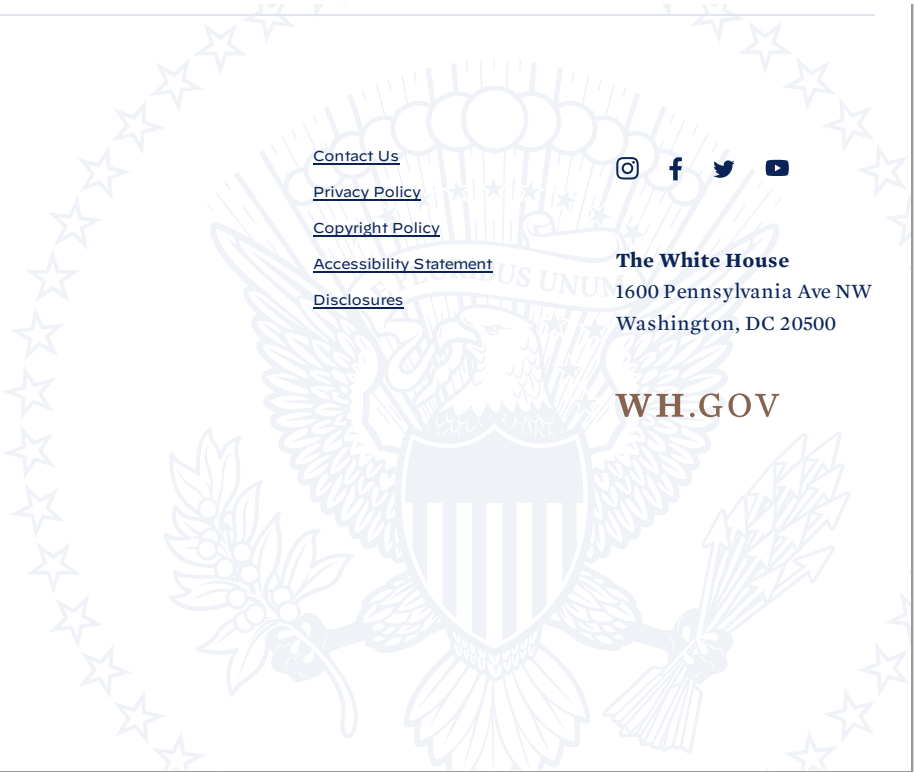 Contact Us
Privacy Policy
Copyright Policy
Accessibility Statement
Disclosures
The White House
1600 Pennsylvania Ave NW
Washington, DC 20500
WH.GOV
UNUM